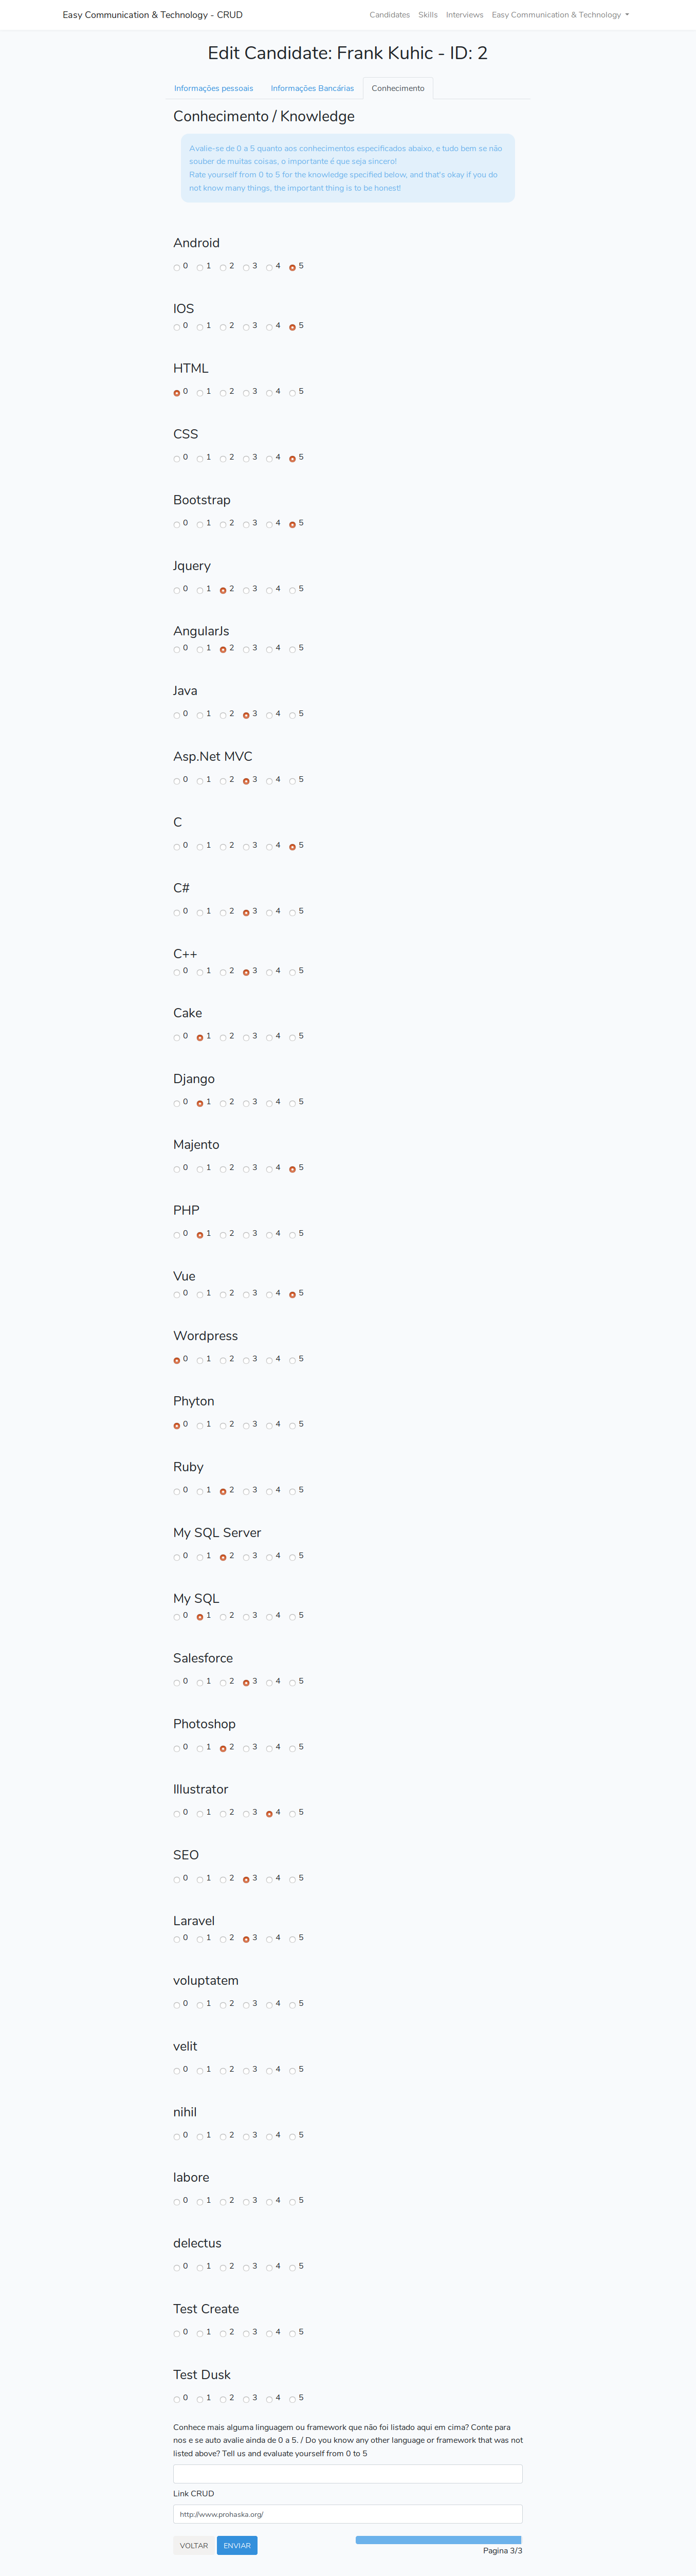 Easy Communication & Technology - CRUD Candidates Skills Interviews Easy Communication & Technology
Edit Candidate: Frank Kuhic - ID: 2
Informações pessoais Informações Bancárias Conhecimento
Conhecimento / Knowledge
Avalie-se de 0 a 5 quanto aos conhecimentos especificados abaixo, e tudo bem se não
souber de muitas coisas, o importante é que seja sincero!
Rate yourself from 0 to 5 for the knowledge specified below, and that's okay if you do
not know many things, the important thing is to be honest!
Android
0 1 2 3 4 5
IOS
0 1 2 3 4 5
HTML
0 1 2 3 4 5
CSS
0 1 2 3 4 5
Bootstrap
0 1 2 3 4 5
Jquery
0 1 2 3 4 5
AngularJs
0 1 2 3 4 5
Java
0 1 2 3 4 5
Asp.Net MVC
0 1 2 3 4 5
C
0 1 2 3 4 5
C#
0 1 2 3 4 5
C++
0 1 2 3 4 5
Cake
0 1 2 3 4 5
Django
0 1 2 3 4 5
Majento
0 1 2 3 4 5
PHP
0 1 2 3 4 5
Vue
0 1 2 3 4 5
Wordpress
0 1 2 3 4 5
Phyton
0 1 2 3 4 5
Ruby
0 1 2 3 4 5
My SQL Server
0 1 2 3 4 5
My SQL
0 1 2 3 4 5
Salesforce
0 1 2 3 4 5
Photoshop
0 1 2 3 4 5
Illustrator
0 1 2 3 4 5
SEO
0 1 2 3 4 5
Laravel
0 1 2 3 4 5
voluptatem
0 1 2 3 4 5
velit
0 1 2 3 4 5
nihil
0 1 2 3 4 5
labore
0 1 2 3 4 5
delectus
0 1 2 3 4 5
Test Create
0 1 2 3 4 5
Test Dusk
0 1 2 3 4 5
Conhece mais alguma linguagem ou framework que não foi listado aqui em cima? Conte para
nos e se auto avalie ainda de 0 a 5. / Do you know any other language or framework that was not
listed above? Tell us and evaluate yourself from 0 to 5
Link CRUD
http://www.prohaska.org/
VOLTAR ENVIAR
Pagina 3/3